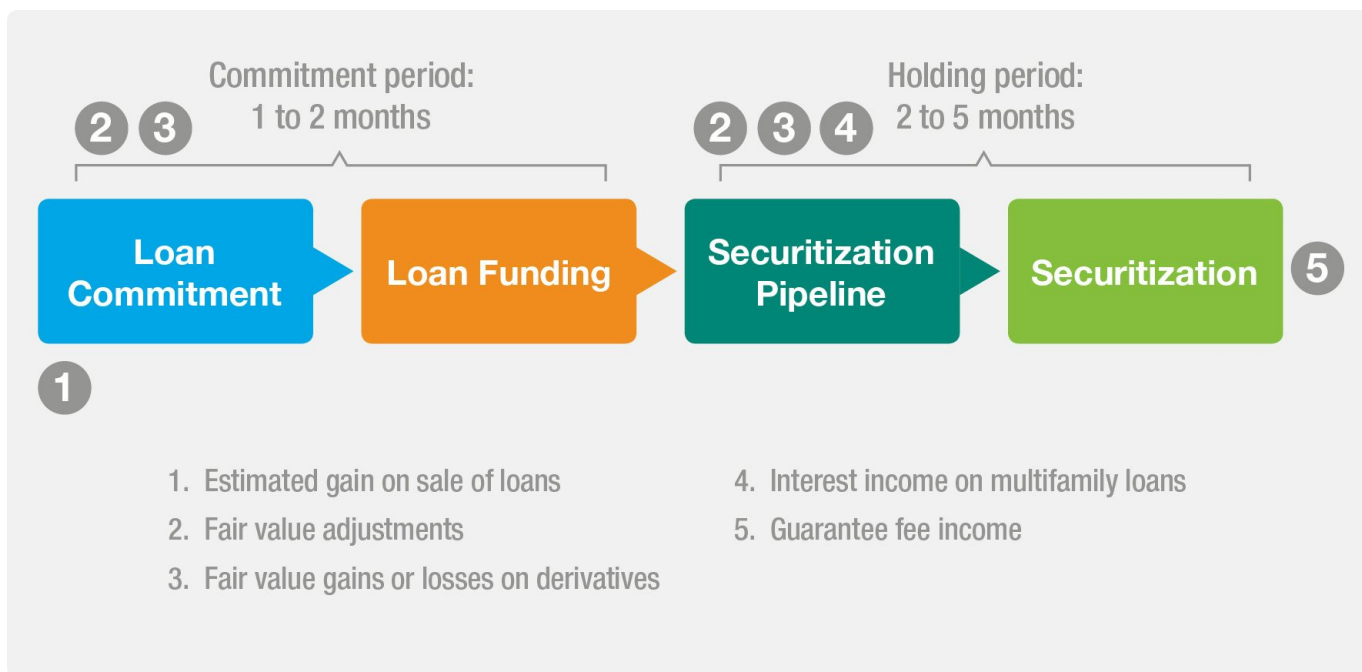 Commitment period:
1 to 2 months
2 3
Holding period:
2 to 5 months
2 3 4
Loan
Commitment
Loan Funding
Securitization
Pipeline
Securitization
5
1
1. Estimated gain on sale of loans
2. Fair value adjustments
3. Fair value gains or losses on derivatives
4. Interest income on multifamily loans
5. Guarantee fee income